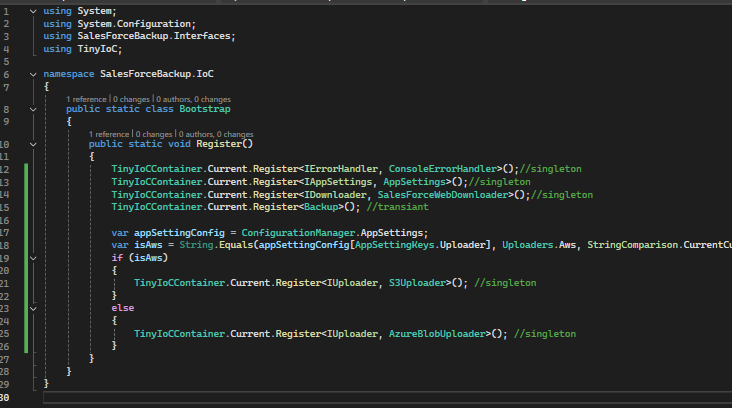 1 using System;
2 using System.Configuration;
3 using SalesForceBackup.Interfaces;
4 using TinyIoC;
5
6 namespace SalesForceBackup.IoC
7 {
1 reference | 0 changes | 0 authors, 0 changes
8 public static class Bootstrap
9 {
1 reference | 0 changes | 0 authors, 0 changes
10 public static void Register()
11 {
12 TinyIoCContainer.Current.Register<IErrorHandler, ConsoleErrorHandler>();//singleton
13 TinyIoCContainer.Current.Register<IAppSettings, AppSettings>();//singleton
14 TinyIoCContainer.Current.Register<IDownloader, SalesForceWebDownloader>();//singleton
15 TinyIoCContainer.Current.Register<Backup>(); //transiant
16
17 var appSettingConfig = ConfigurationManager.AppSettings;
18 var isAws = String.Equals(appSettingConfig[AppSettingKeys.Uploader], Uploaders.Aws, StringComparison.CurrentCu
19 if (isAws)
20 {
21 TinyIoCContainer.Current.Register<IUploader, S3Uploader>(); //singleton
22 }
23 else
24 {
25 TinyIoCContainer.Current.Register<IUploader, AzureBlobUploader>(); //singleton
26 }
27 }
28 }
29 }
30